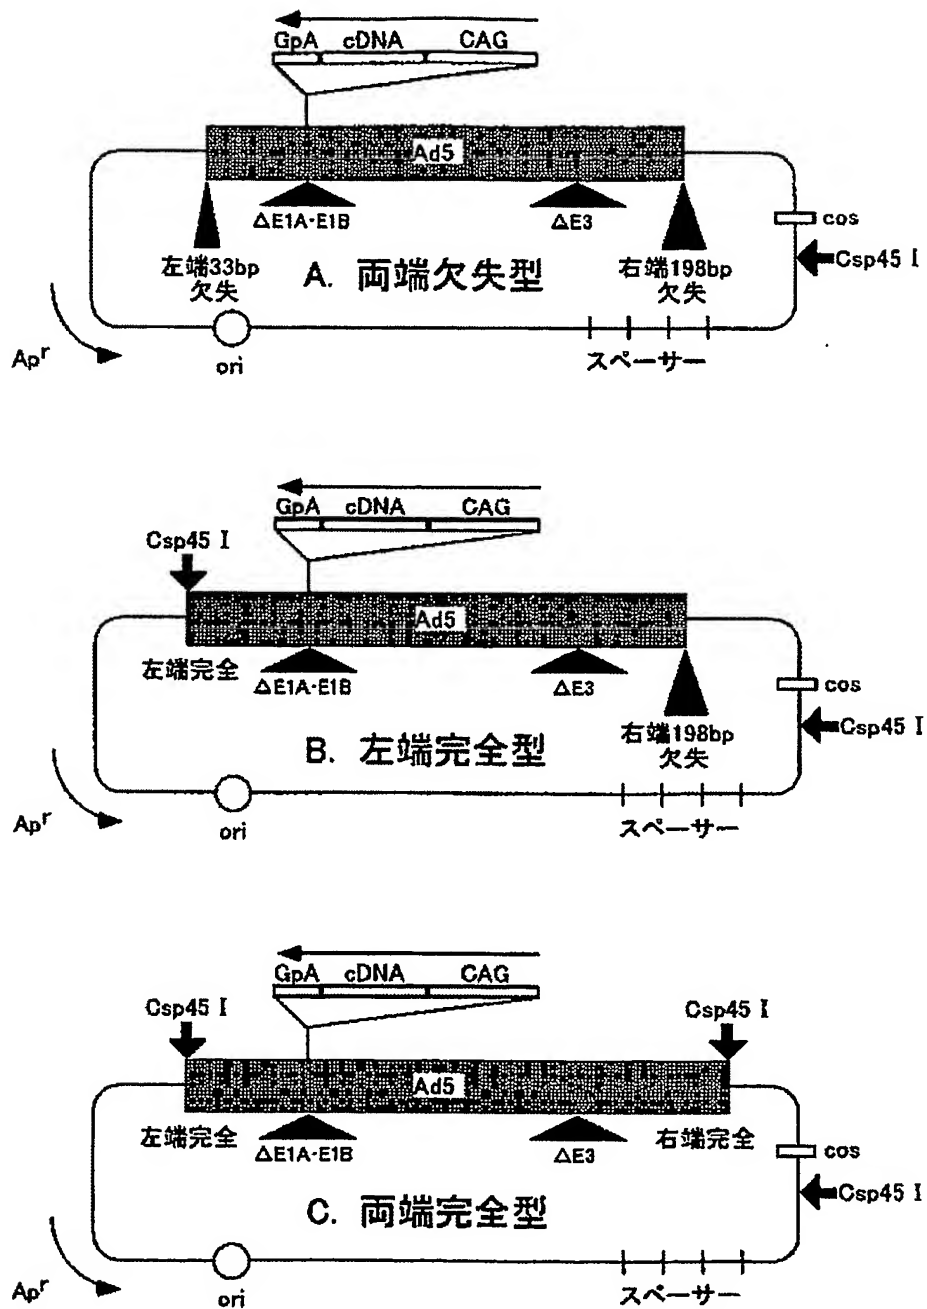 GpA cDNA CAG
Ad5
ΔE1A·E1B
ΔE3
cos
Csp45 I
左端33bp
欠失
A. 両端欠失型
右端198bp
欠失
Apr
ori
スペーサー
GpA cDNA CAG
Csp45 I
Ad5
左端完全
ΔE1A·E1B
ΔE3
cos
B. 左端完全型
右端198bp
欠失
Csp45 I
Apr
ori
スペーサー
GpA cDNA CAG
Csp45 I
Csp45 I
Ad5
左端完全
ΔE1A·E1B
ΔE3
右端完全
cos
Csp45 I
C. 両端完全型
Apr
ori
スペーサー